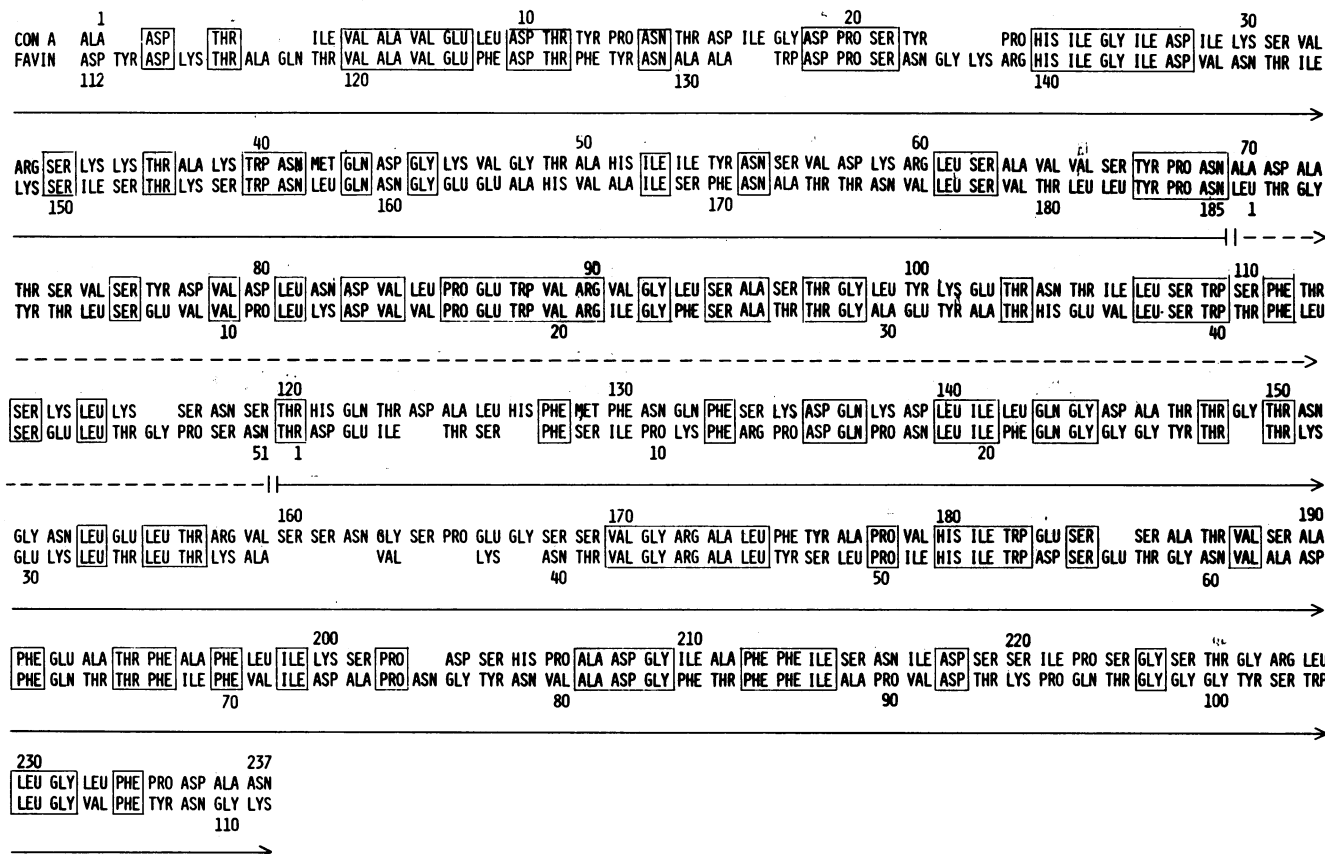 1 10 20 30
CON A ALA ASP THR ILE VAL ALA VAL GLU LEU ASP THR TYR PRO ASN THR ASP ILE GLY ASP PRO SER TYR PRO HIS ILE GLY ILE ASP ILE LYS SER VAL
FAVIN ASP TYR ASP LYS THR ALA GLN THR VAL ALA VAL GLU PHE ASP THR PHE TYR ASN ALA ALA TRP ASP PRO SER ASN GLY LYS ARG HIS ILE GLY ILE ASP VAL ASN THR ILE
112 120 130 140
40 50 60 70
ARG SER LYS LYS THR ALA LYS TRP ASN MET GLN ASP GLY LYS VAL GLY THR ALA HIS ILE ILE TYR ASN SER VAL ASP LYS ARG LEU SER ALA VAL VAL SER TYR PRO ASN ALA ASP ALA
LYS SER ILE SER THR LYS SER TRP ASN LEU GLN ASN GLY GLU GLU ALA HIS VAL ALA ILE SER PHE ASN ALA THR THR ASN VAL LEU SER VAL THR LEU LEU TYR PRO ASN LEU THR GLY
150 160 170 180 185 1
80 90 100 110
THR SER VAL SER TYR ASP VAL ASP LEU ASN ASP VAL LEU PRO GLU TRP VAL ARG VAL GLY LEU SER ALA SER THR GLY LEU TYR LYS GLU THR ASN THR ILE LEU SER TRP SER PHE THR
TYR THR LEU SER GLU VAL VAL PRO LEU LYS ASP VAL VAL PRO GLU TRP VAL ARG ILE GLY PHE SER ALA THR THR GLY ALA GLU TYR ALA THR HIS GLU VAL LEU-SER TRP THR PHE LEU
10 20 30 40
120 130 140 150
SER LYS LEU LYS SER ASN SER THR HIS GLN THR ASP ALA LEU HIS PHE MET PHE ASN GLN PHE SER LYS ASP GLN LYS ASP LEU ILE LEU GLN GLY ASP ALA THR THR GLY THR ASN
SER GLU LEU THR GLY PRO SER ASN THR ASP GLU ILE THR SER PHE SER ILE PRO LYS PHE ARG PRO ASP GLN PRO ASN LEU ILE PHE GLN GLY GLY GLY TYR THR THR LYS
51 1 10 20
160 170 180 190
GLY ASN LEU GLU LEU THR ARG VAL SER SER ASN GLY SER PRO GLU GLY SER SER VAL GLY ARG ALA LEU PHE TYR ALA PRO VAL HIS ILE TRP GLU SER SER ALA THR VAL SER ALA
GLU LYS LEU THR LEU THR LYS ALA VAL LYS ASN THR VAL GLY ARG ALA LEU TYR SER LEU PRO ILE HIS ILE TRP ASP SER GLU THR GLY ASN VAL ALA ASP
30 40 50 60
200 210 220
PHE GLU ALA THR PHE ALA PHE LEU ILE LYS SER PRO ASP SER HIS PRO ALA ASP GLY ILE ALA PHE PHE ILE SER ASN ILE ASP SER SER ILE PRO SER GLY SER THR GLY ARG LEU
PHE GLN THR THR PHE ILE PHE VAL ILE ASP ALA PRO ASN GLY TYR ASN VAL ALA ASP GLY PHE THR PHE PHE ILE ALA PRO VAL ASP THR LYS PRO GLN THR GLY GLY GLY TYR SER TRP
70 80 90 100
230 237
LEU GLY LEU PHE PRO ASP ALA ASN
LEU GLY VAL PHE TYR ASN GLY LYS
110